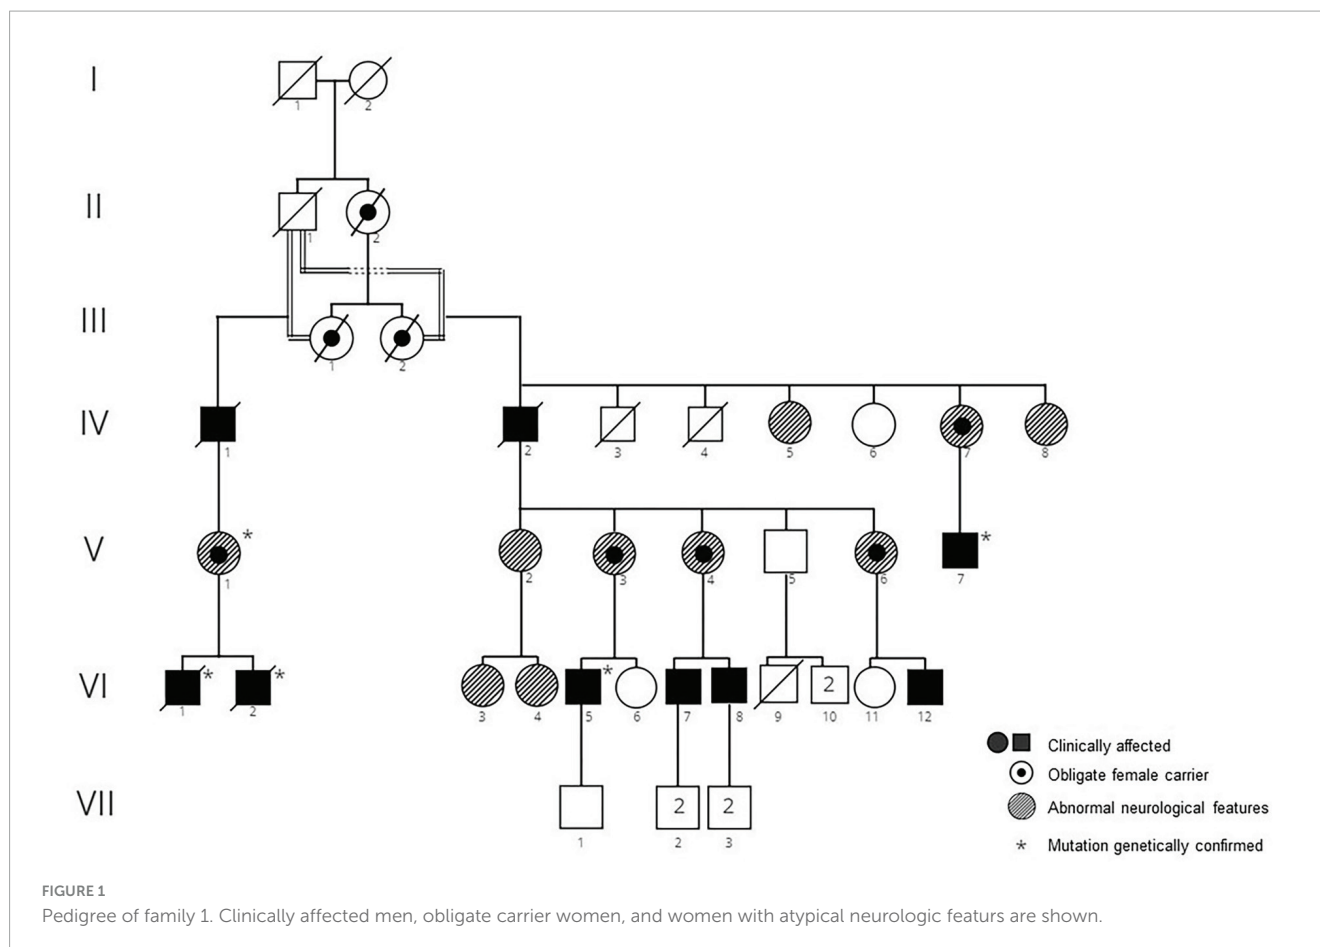 I
1 2
II
1 2
III
1 2
IV
1 2 3 4 5 6 7 8
V
* *
1 2 3 4 5 6 7
VI
* * *
2
1 2 3 4 5 6 7 8 9 10 11 12
Clinically affected
Obligate female carrier
VII
2 2
Abnormal neurological features
1 2 3
* Mutation genetically confirmed
FIGURE 1
Pedigree of family 1. Clinically affected men, obligate carrier women, and women with atypical neurologic featurs are shown.